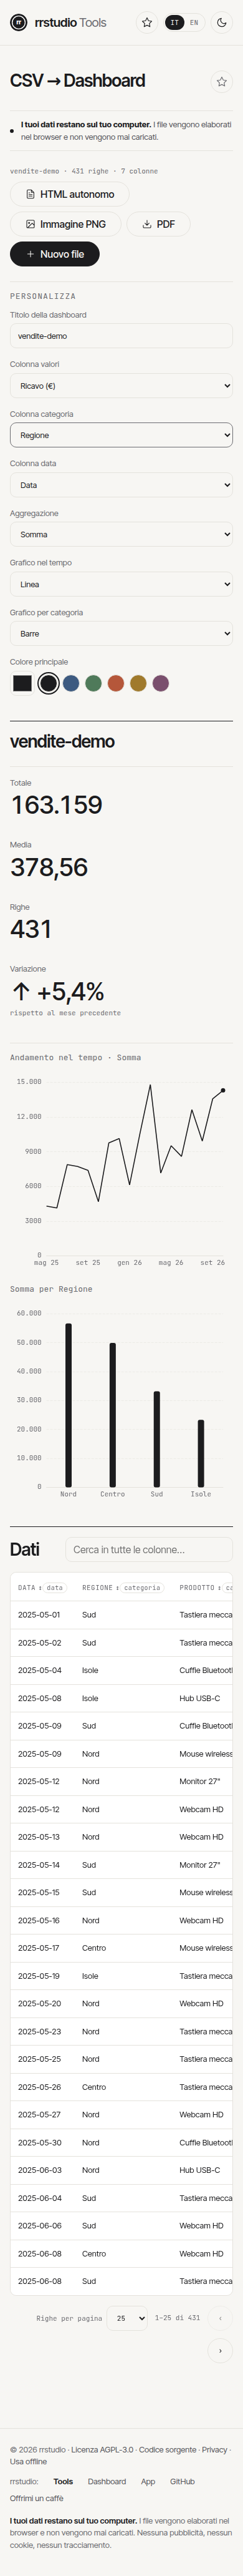 rr rrstudio Tools IT EN
CSV → Dashboard
I tuoi dati restano sul tuo computer. I file vengono elaborati
nel browser e non vengono mai caricati.
vendite-demo · 431 righe · 7 colonne
HTML autonomo
Immagine PNG PDF
+ Nuovo file
PERSONALIZZA
Titolo della dashboard
vendite-demo
Colonna valori
Ricavo (€)
Colonna categoria
Regione
Colonna data
Data
Aggregazione
Somma
Grafico nel tempo
Linea
Grafico per categoria
Barre
Colore principale
vendite-demo
Totale
163.159
Media
378,56
Righe
431
Variazione
↑ +5,4%
rispetto al mese precedente
Andamento nel tempo · Somma
15.000
12.000
9000
6000
3000
0
mag 25 set 25 gen 26 mag 26 set 26
Somma per Regione
60.000
50.000
40.000
30.000
20.000
10.000
0
Nord Centro Sud Isole
Dati Cerca in tutte le colonne…
DATA data REGIONE categoria PRODOTTO ca
2025-05-01 Sud Tastiera mecca
2025-05-02 Sud Tastiera mecca
2025-05-04 Isole Cuffie Bluetooth
2025-05-08 Isole Hub USB-C
2025-05-09 Sud Cuffie Bluetooth
2025-05-09 Nord Mouse wireless
2025-05-12 Nord Monitor 27"
2025-05-12 Nord Webcam HD
2025-05-13 Nord Webcam HD
2025-05-14 Sud Monitor 27"
2025-05-15 Sud Mouse wireless
2025-05-16 Nord Webcam HD
2025-05-17 Centro Mouse wireless
2025-05-19 Isole Tastiera mecca
2025-05-20 Nord Webcam HD
2025-05-23 Nord Tastiera mecca
2025-05-25 Nord Tastiera mecca
2025-05-26 Centro Tastiera mecca
2025-05-27 Nord Webcam HD
2025-05-30 Nord Cuffie Bluetooth
2025-06-03 Nord Hub USB-C
2025-06-04 Sud Tastiera mecca
2025-06-06 Sud Webcam HD
2025-06-08 Centro Webcam HD
2025-06-08 Sud Tastiera mecca
Righe per pagina 25 1–25 di 431 ‹
›
© 2026 rrstudio · Licenza AGPL-3.0 · Codice sorgente · Privacy ·
Usa offline
rrstudio: Tools Dashboard App GitHub
Offrimi un caffè
I tuoi dati restano sul tuo computer. I file vengono elaborati nel
browser e non vengono mai caricati. Nessuna pubblicità, nessun
cookie, nessun tracciamento.